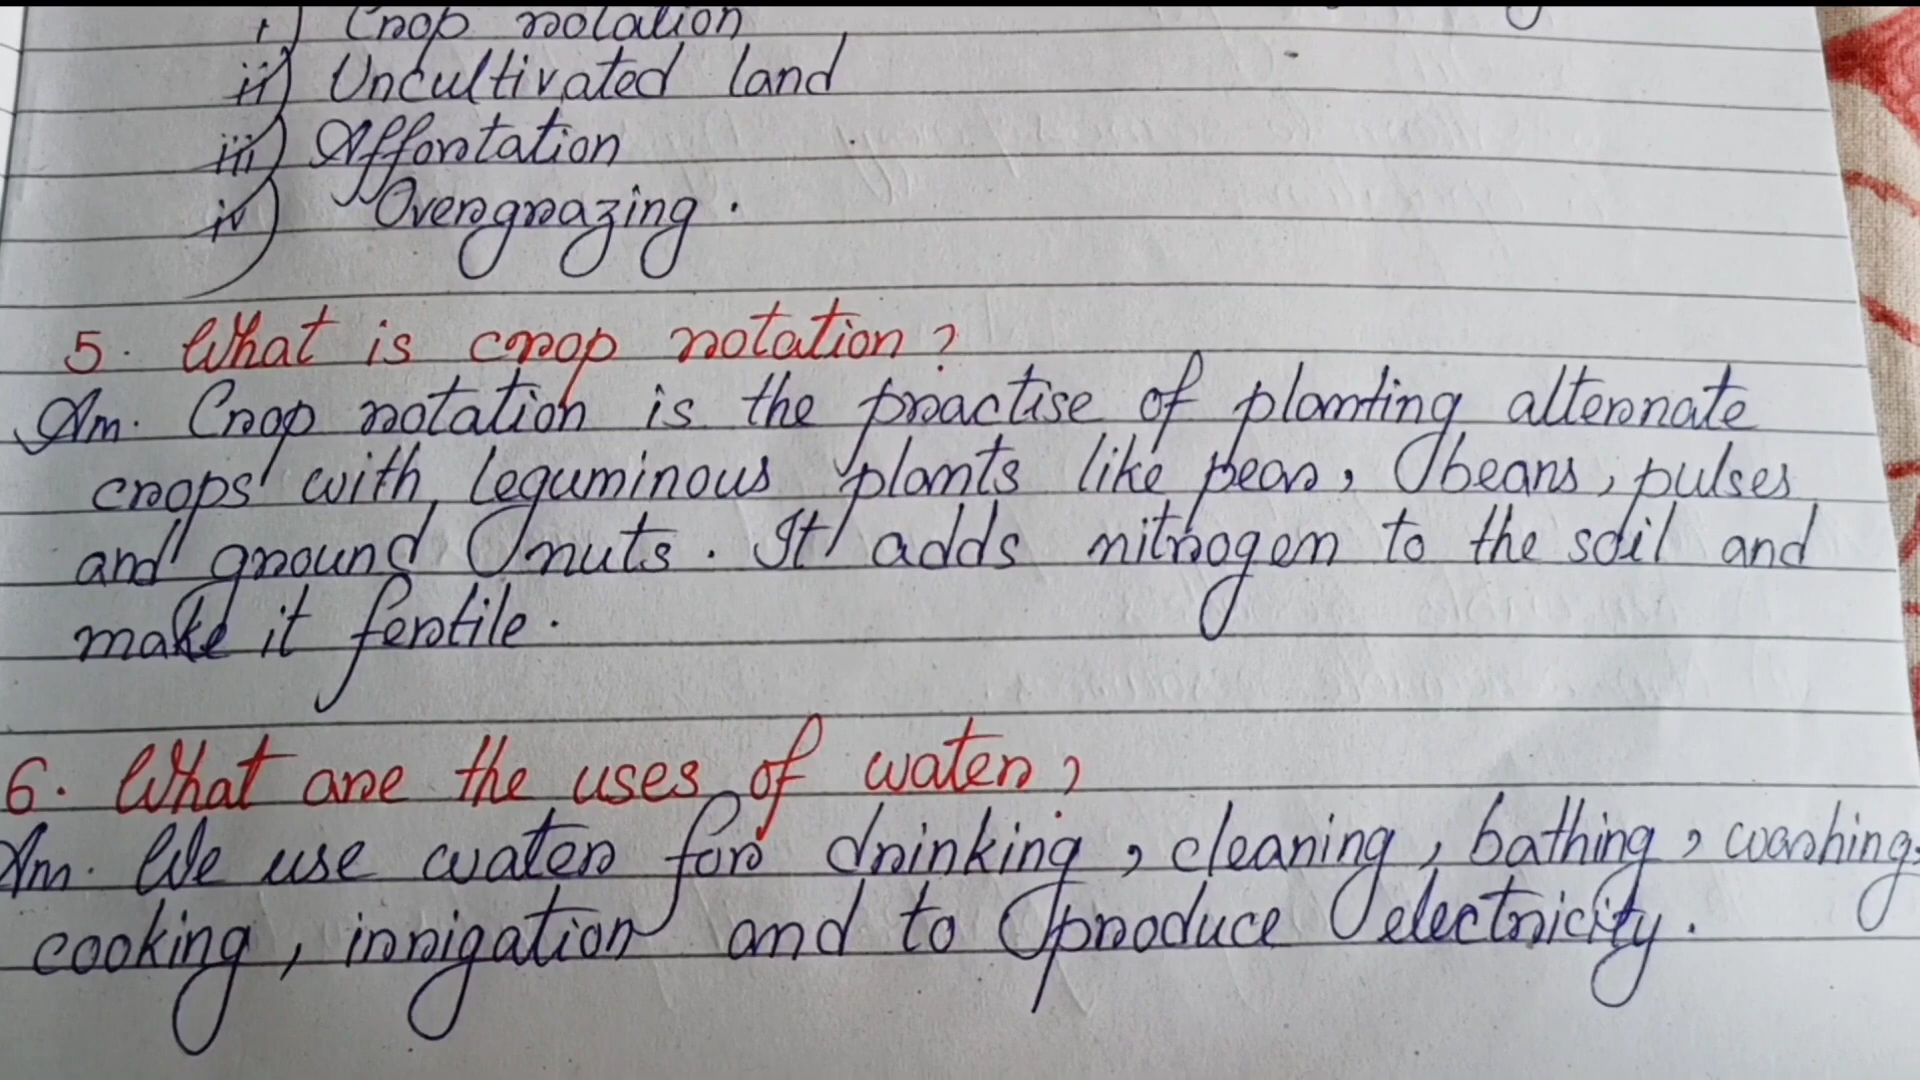 i) Crop rotation
ii) Uncultivated land
iii) Afforstation
iv) Overgrazing.
5. What is crop rotation?
Ans. Crop rotation is the practise of planting alternate
crops with leguminous plants like peas, beans, pulses
and ground nuts. It adds nitrogen to the soil and
make it fertile.
6. What are the uses of water?
Ans. We use water for drinking, cleaning, bathing, washing,
cooking, irrigation and to produce electricity.